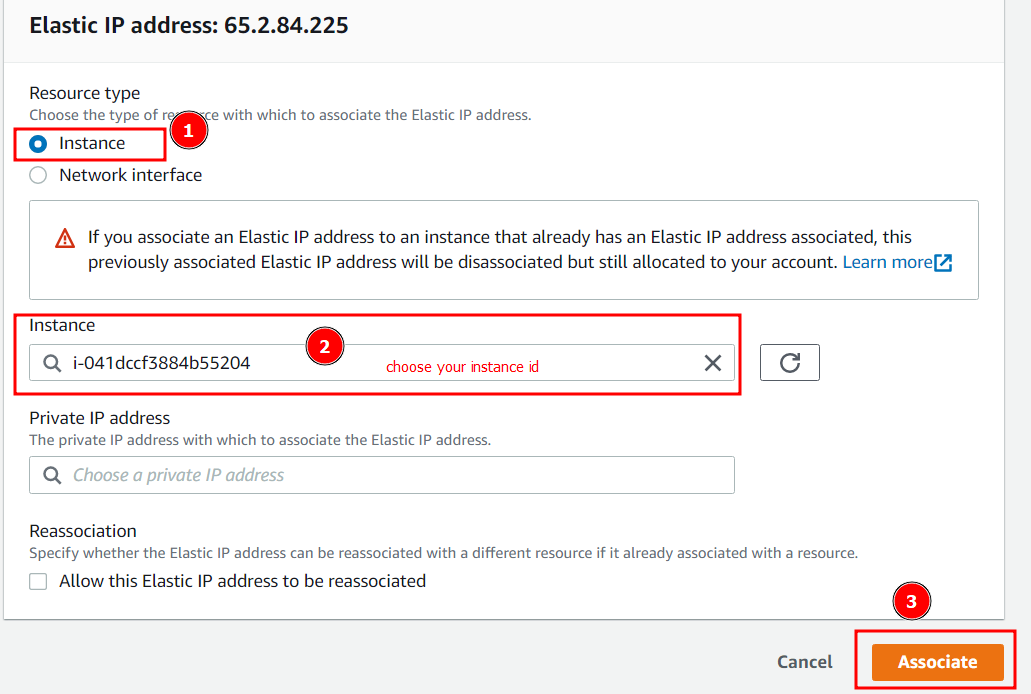 Elastic IP address: 65.2.84.225
Resource type
Choose the type of resource with which to associate the Elastic IP address.
1
Instance
Network interface
If you associate an Elastic IP address to an instance that already has an Elastic IP address associated, this
previously associated Elastic IP address will be disassociated but still allocated to your account. Learn more
Instance
2
i-041dccf3884b55204
choose your instance id
Private IP address
The private IP address with which to associate the Elastic IP address.
Choose a private IP address
Reassociation
Specify whether the Elastic IP address can be reassociated with a different resource if it already associated with a resource.
Allow this Elastic IP address to be reassociated
3
Cancel
Associate